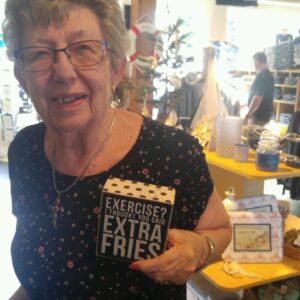 EXERCISE?
I THOUGHT YOU SAID
EXTRA
FRIES